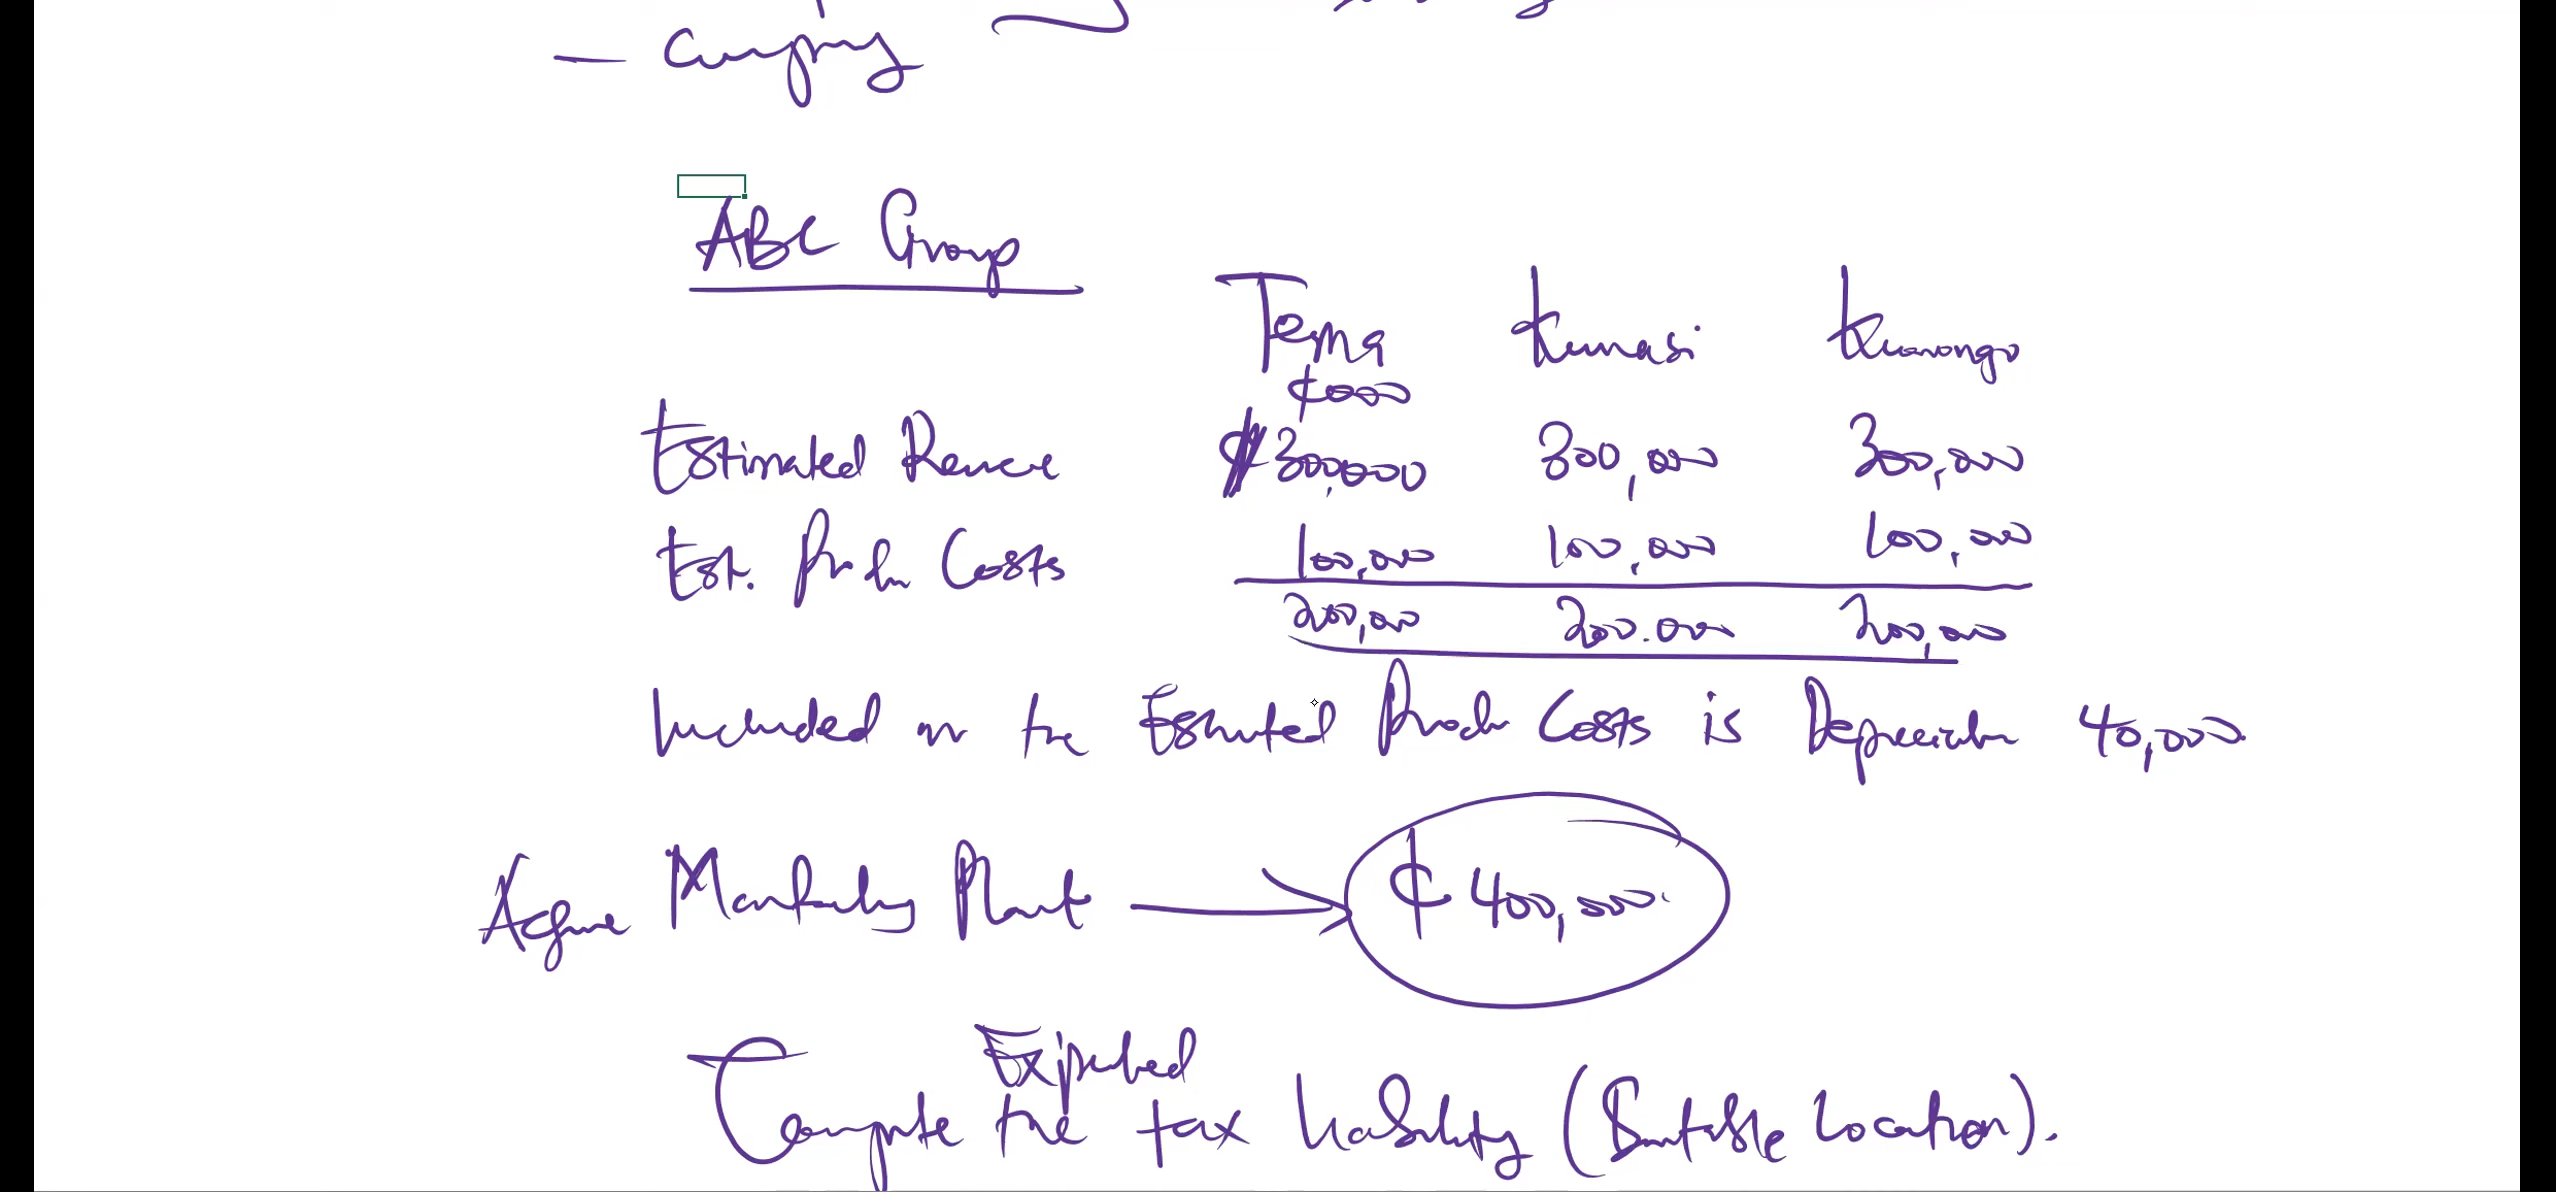 — Company
ABC Group
Tema Kumasi Kuanongo
¢000
Estimated Revenue 300,000 300,000 300,000
Est. Prodn Costs 100,000 100,000 100,000
200,000 200.000 200,000
Included in the Estimated Prodn Costs is Depreciation 40,000
Acquire Manufacturing Plant → ¢ 400,000
Expected
Compute the tax liability (Suitable Location).